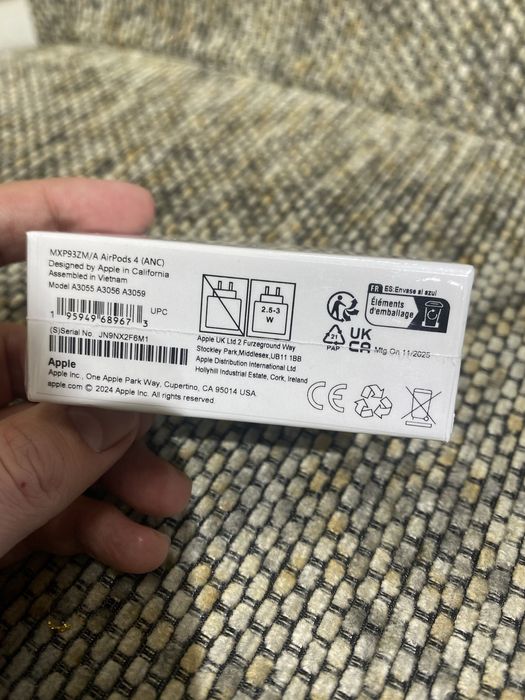 MXP93ZM/A AirPods 4 (ANC)
Designed by Apple in California
Assembled in Vietnam
Model A3055 A3056 A3059
UPC
1 95949 68967 3
(S)Serial No. JN9NX2F6M1
Apple
Apple Inc., One Apple Park Way, Cupertino, CA 95014 USA
apple.com © 2024 Apple Inc. All rights reserved.
2.5-3
W
Apple UK Ltd.2 Furzeground Way
Stockley Park,Middlesex,UB11 1BB
Apple Distribution International Ltd
Hollyhill Industrial Estate, Cork, Ireland
FR ES:Envase al azul
Éléments
d'emballage
21
PAP
UK
CA
Mfg On 11/2025
CE